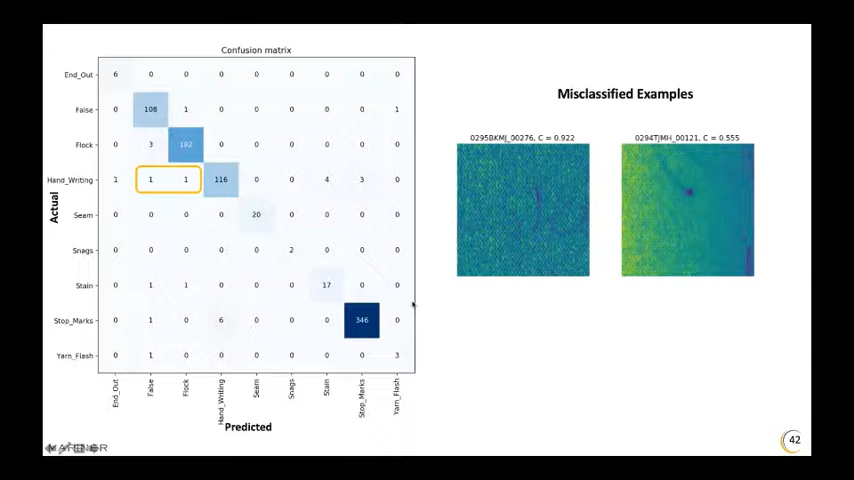 Confusion matrix
End_Out 6 0 0 0 0 0 0 0 0
False 0 108 1 0 0 0 0 0 1
Flock 0 3 182 0 0 0 0 0 0
Hand_Writing 1 1 1 116 0 0 4 3 0
Seam 0 0 0 0 20 0 0 0 0
Snags 0 0 0 0 0 2 0 0 0
Stain 0 1 1 0 0 0 17 0 0
Stop_Marks 0 1 0 6 0 0 0 346 0
Yarn_Flash 0 1 0 0 0 0 0 0 3
Actual
End_Out False Flock Hand_Writing Seam Snags Stain Stop_Marks Yarn_Flash
Predicted
Misclassified Examples
0295BKMJ_00276, C = 0.922
0294TJMH_00121, C = 0.555
42